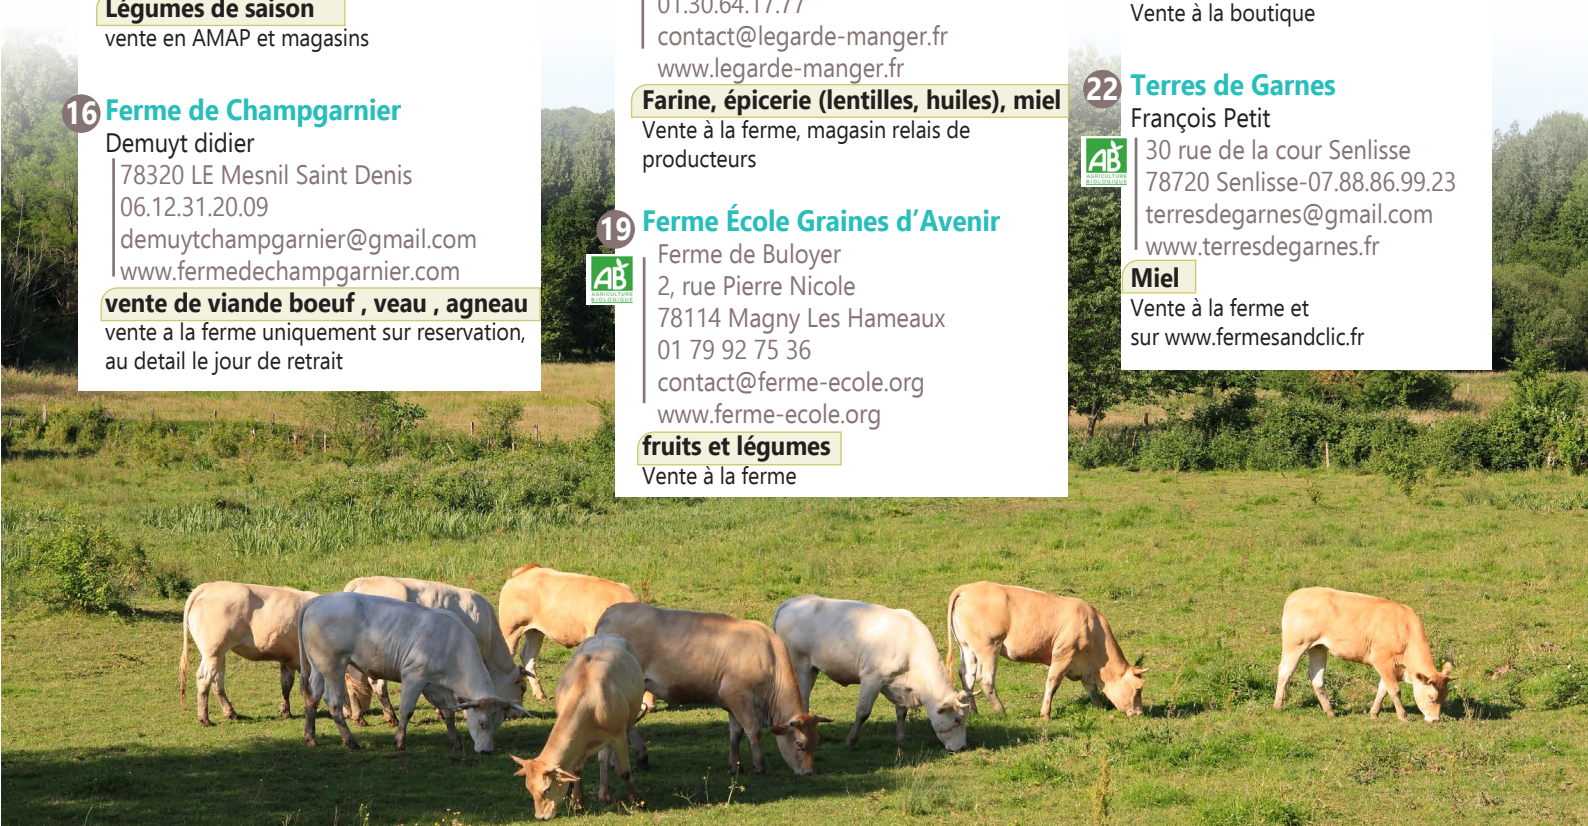 Légumes de saison
vente en AMAP et magasins
16 Ferme de Champgarnier
Demuyt didier
78320 LE Mesnil Saint Denis
06.12.31.20.09
demuytchampgarnier@gmail.com
www.fermedechampgarnier.com
vente de viande boeuf , veau , agneau
vente a la ferme uniquement sur reservation,
au detail le jour de retrait
01.30.64.17.77
contact@legarde-manger.fr
www.legarde-manger.fr
Farine, épicerie (lentilles, huiles), miel
Vente à la ferme, magasin relais de
producteurs
19 Ferme École Graines d'Avenir
AB
AGRICULTURE
BIOLOGIQUE
Ferme de Buloyer
2, rue Pierre Nicole
78114 Magny Les Hameaux
01 79 92 75 36
contact@ferme-ecole.org
www.ferme-ecole.org
fruits et légumes
Vente à la ferme
Vente à la boutique
22 Terres de Garnes
François Petit
AB
AGRICULTURE
BIOLOGIQUE
30 rue de la cour Senlisse
78720 Senlisse-07.88.86.99.23
terresdegarnes@gmail.com
www.terresdegarnes.fr
Miel
Vente à la ferme et
sur www.fermesandclic.fr